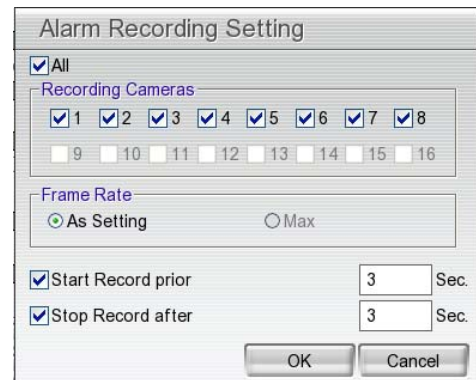 Alarm Recording Setting
All
Recording Cameras
1 2 3 4 5 6 7 8
9 10 11 12 13 14 15 16
Frame Rate
As Setting Max
Start Record prior 3 Sec.
Stop Record after 3 Sec.
OK Cancel